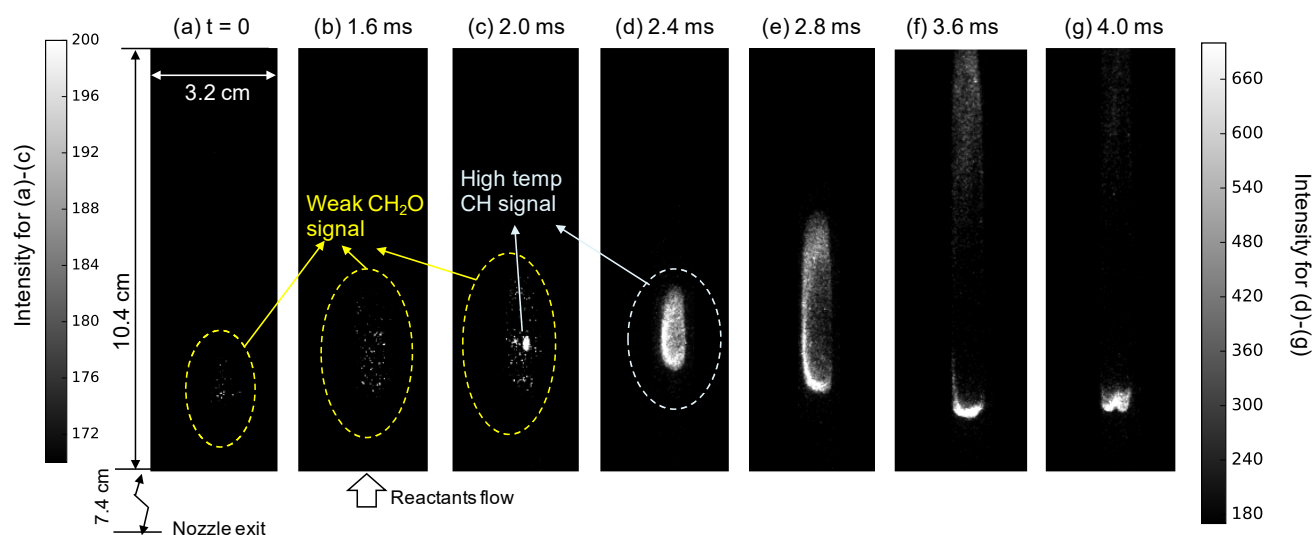 (a) t = 0
(b) 1.6 ms
(c) 2.0 ms
(d) 2.4 ms
(e) 2.8 ms
(f) 3.6 ms
(g) 4.0 ms
Intensity for (a)-(c)
200
196
192
188
184
180
176
172
3.2 cm
10.4 cm
7.4 cm
Nozzle exit
Weak CH₂O
signal
High temp
CH signal
Reactants flow
660
600
540
480
420
360
300
240
180
Intensity for (d)-(g)